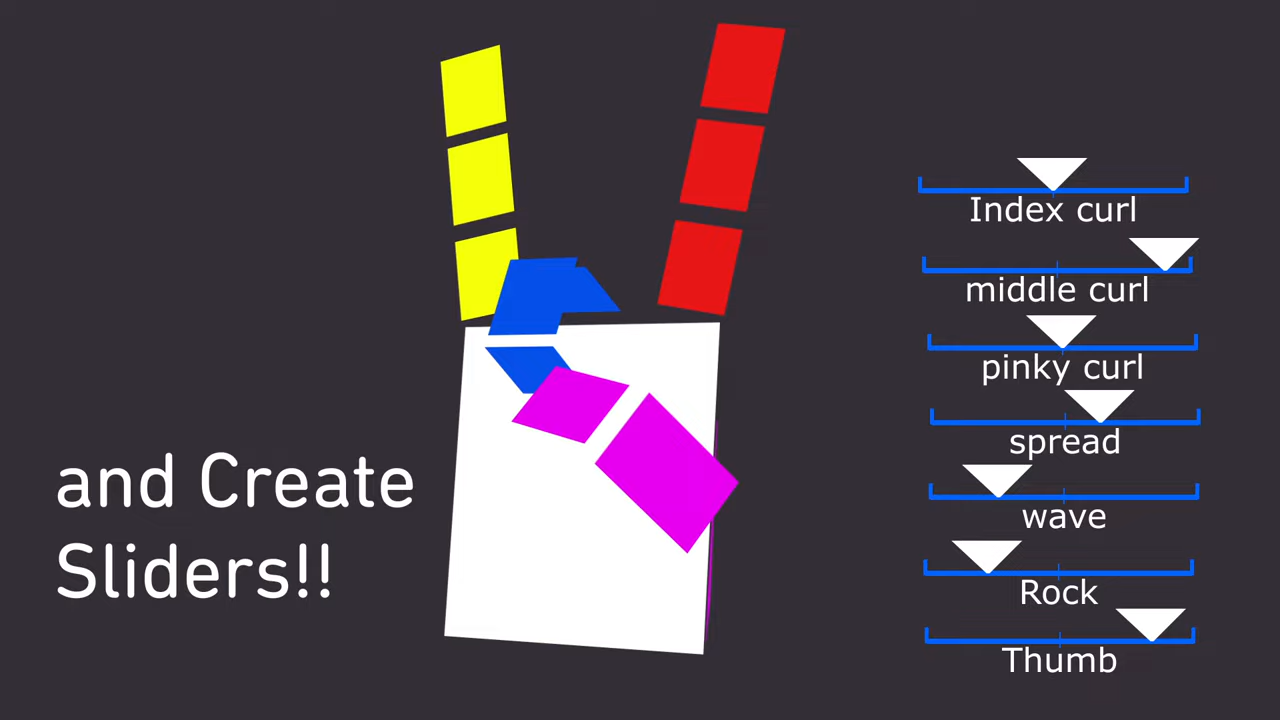 and Create
Sliders!!
Index curl
middle curl
pinky curl
spread
wave
Rock
Thumb